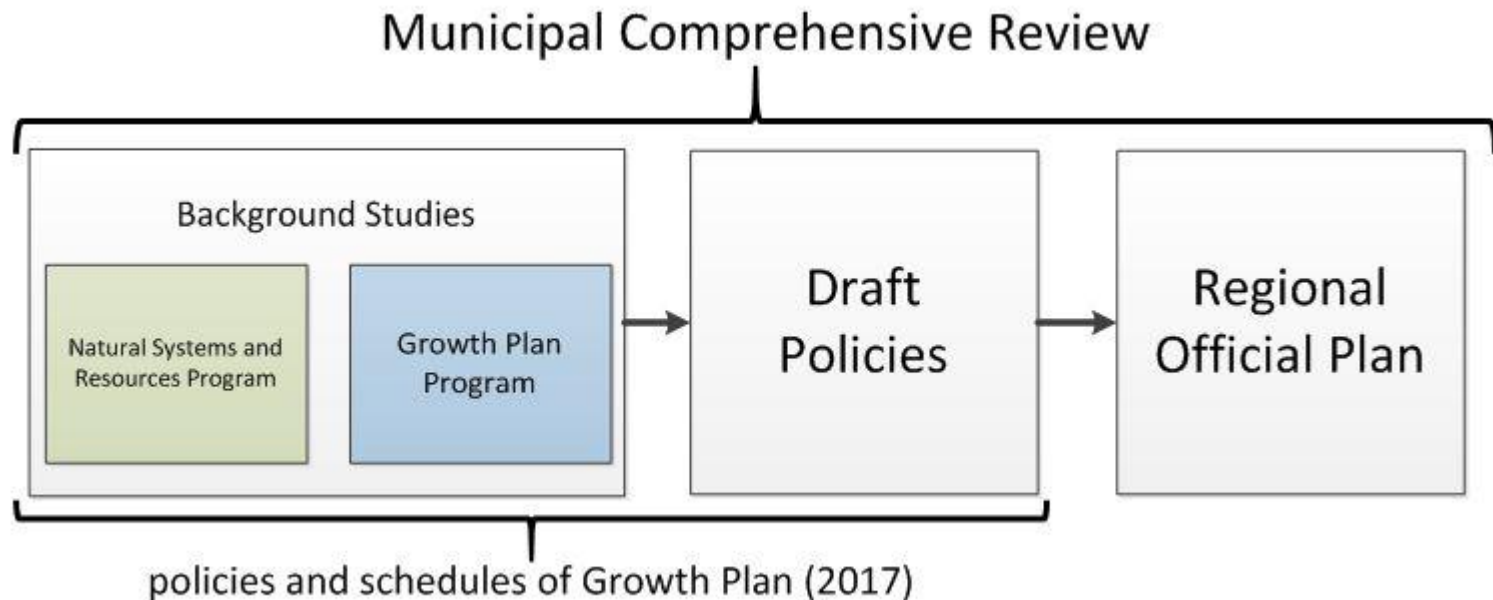 Municipal Comprehensive Review
Background Studies
Natural Systems and
Resources Program
Growth Plan
Program
Draft
Policies
Regional
Official Plan
policies and schedules of Growth Plan (2017)